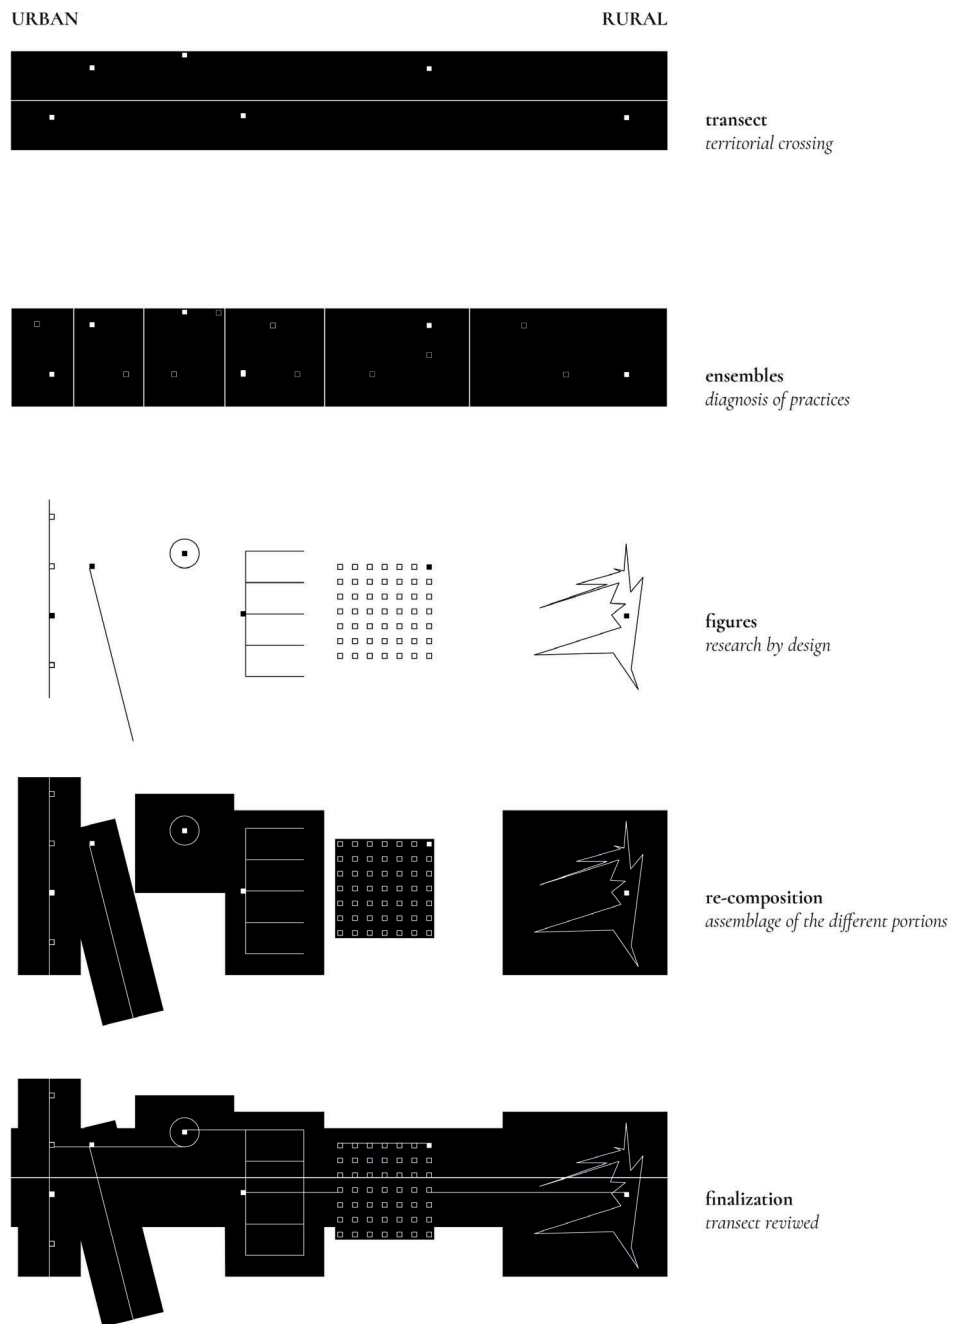 URBAN
RURAL
transect
territorial crossing
ensembles
diagnosis of practices
figures
research by design
re-composition
assemblage of the different portions
finalization
transect reviwed